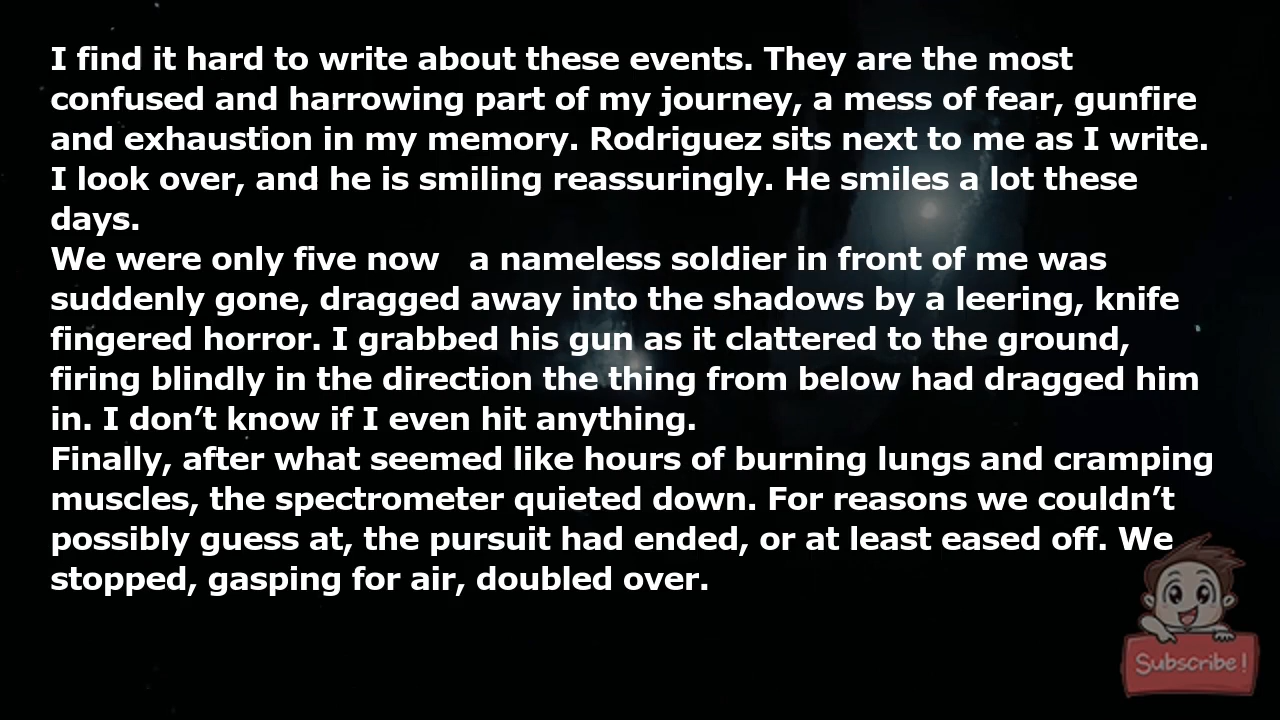 I find it hard to write about these events. They are the most
confused and harrowing part of my journey, a mess of fear, gunfire
and exhaustion in my memory. Rodriguez sits next to me as I write.
I look over, and he is smiling reassuringly. He smiles a lot these
days.
We were only five now   a nameless soldier in front of me was
suddenly gone, dragged away into the shadows by a leering, knife
fingered horror. I grabbed his gun as it clattered to the ground,
firing blindly in the direction the thing from below had dragged him
in. I don’t know if I even hit anything.
Finally, after what seemed like hours of burning lungs and cramping
muscles, the spectrometer quieted down. For reasons we couldn’t
possibly guess at, the pursuit had ended, or at least eased off. We
stopped, gasping for air, doubled over.
Subscribe!